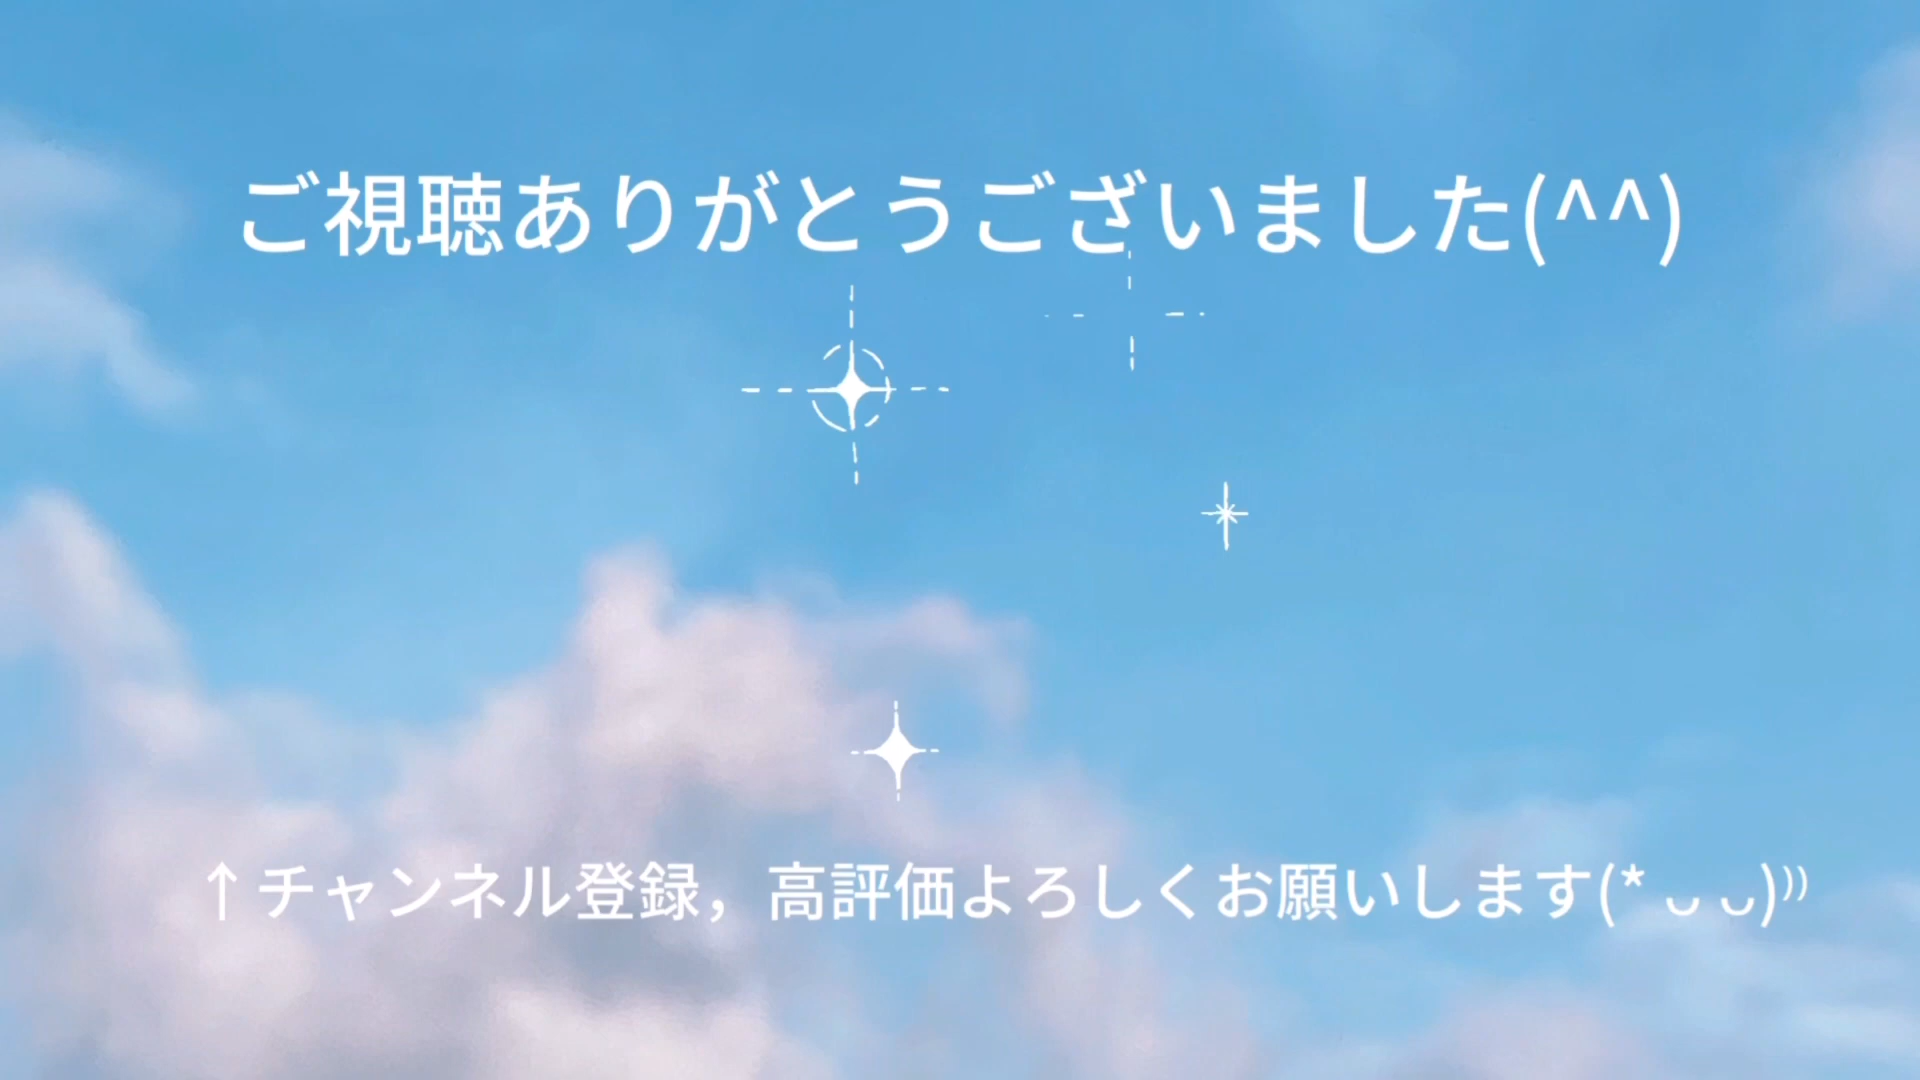 ご視聴ありがとうございました(^^)
↑チャンネル登録，高評価よろしくお願いします(* ᴗ ᴗ)⁾⁾